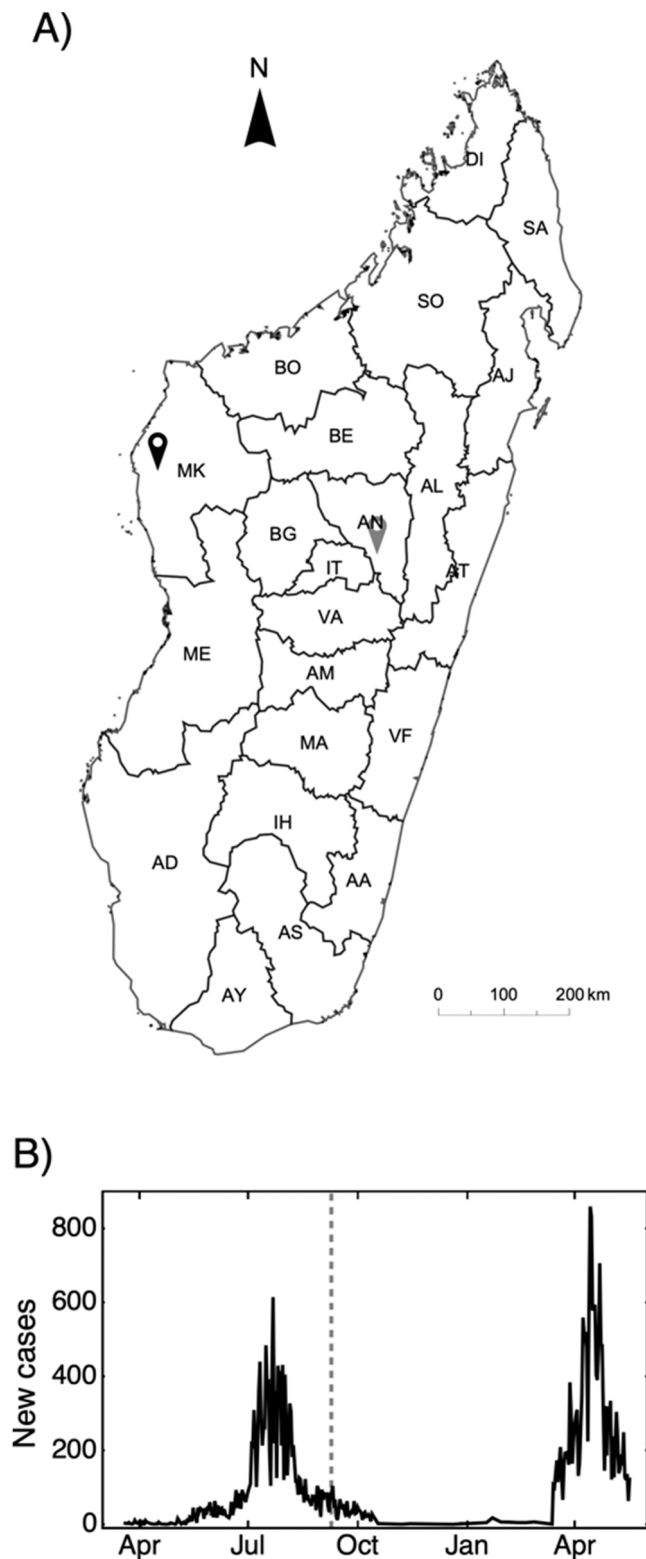 A)
N
DI
SA
SO
AJ
BO
BE
MK
AL
AN
BG
IT
AT
VA
ME
AM
VF
MA
IH
AD
AA
AS
AY
0 100 200 km
B)
New cases
800
600
400
200
0
Apr Jul Oct Jan Apr